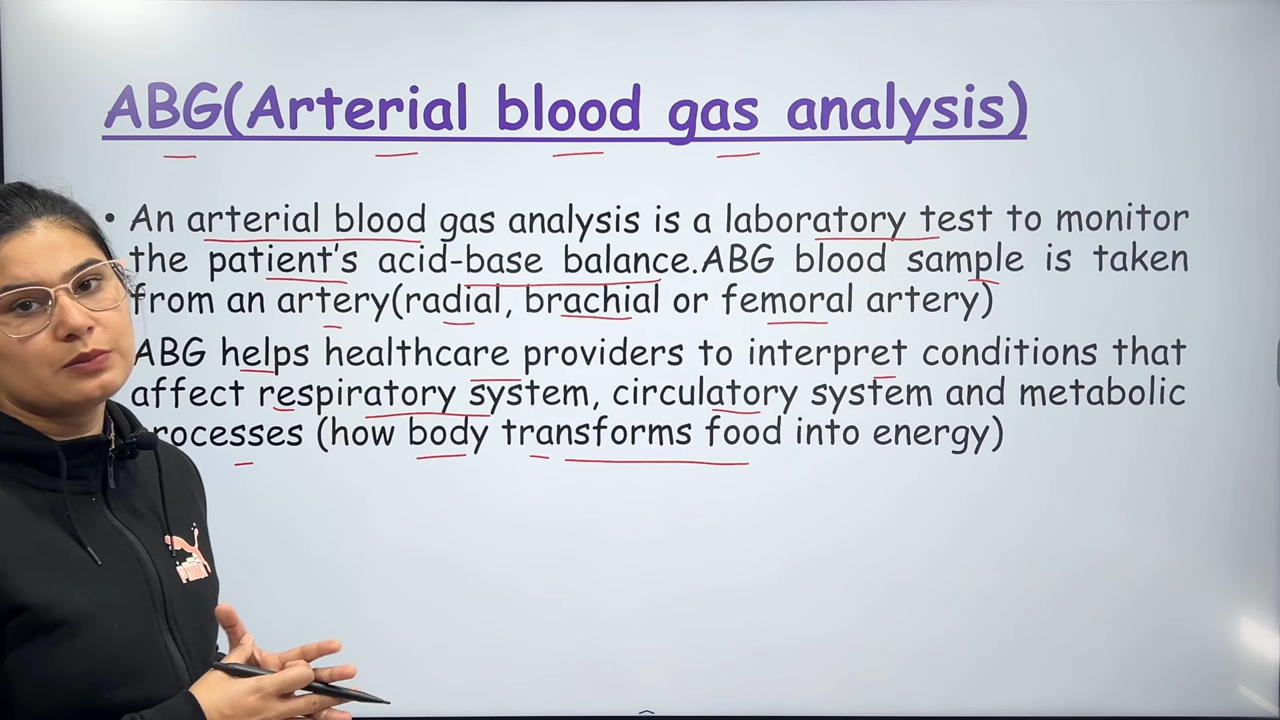 ABG(Arterial blood gas analysis)
• An arterial blood gas analysis is a laboratory test to monitor
the patient's acid-base balance.ABG blood sample is taken
from an artery(radial, brachial or femoral artery)
ABG helps healthcare providers to interpret conditions that
affect respiratory system, circulatory system and metabolic
rocesses (how body transforms food into energy)